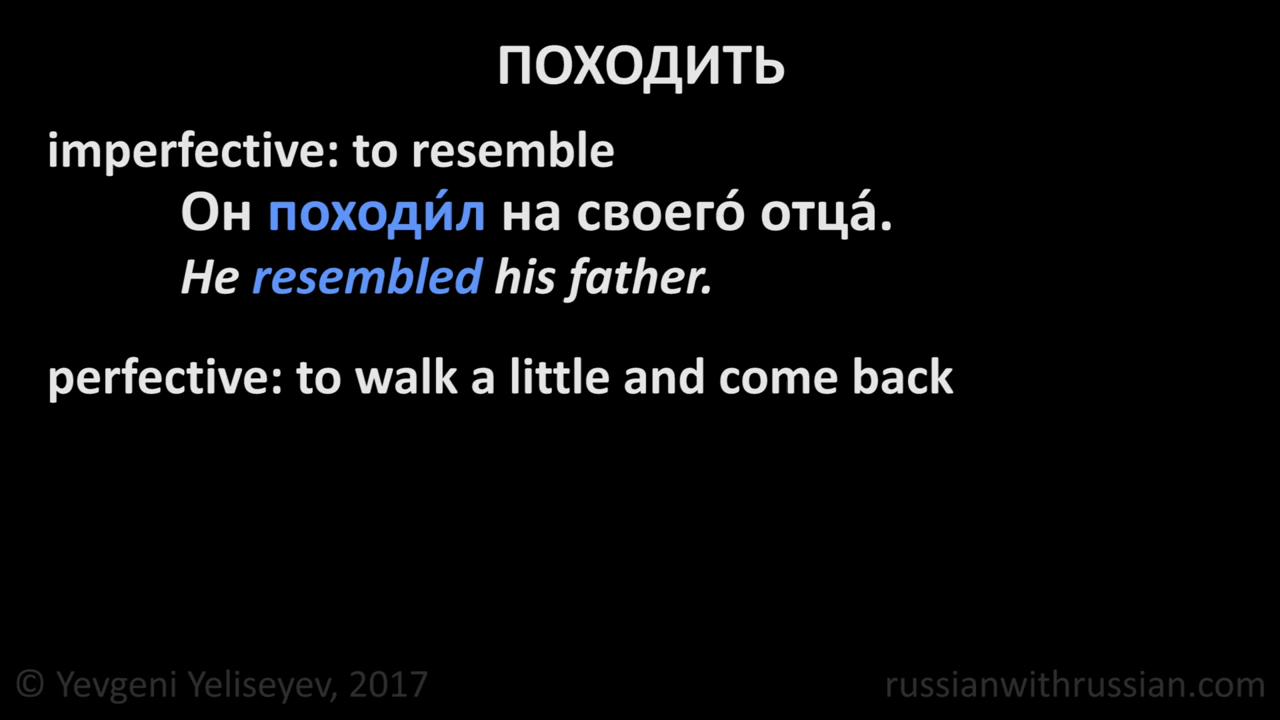 ПОХОДИТЬ
imperfective: to resemble
Он походи́л на своего́ отца́.
He resembled his father.
perfective: to walk a little and come back
© Yevgeni Yeliseyev, 2017
russianwithrussian.com